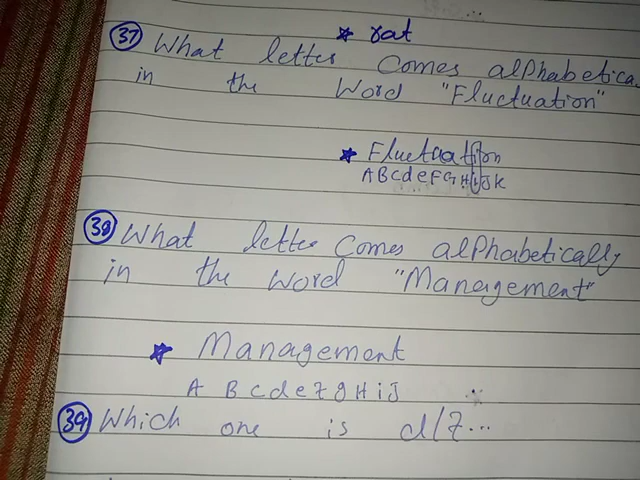 * rat
37 What letter comes alphabetica
in the Word "Fluctuation"
* Fluctuation
ABCdeFGHiJK
38 What letter Comes alphabetically
in the word "Management"
* Management
A B C d e f g H i J
39 Which one is d/f...